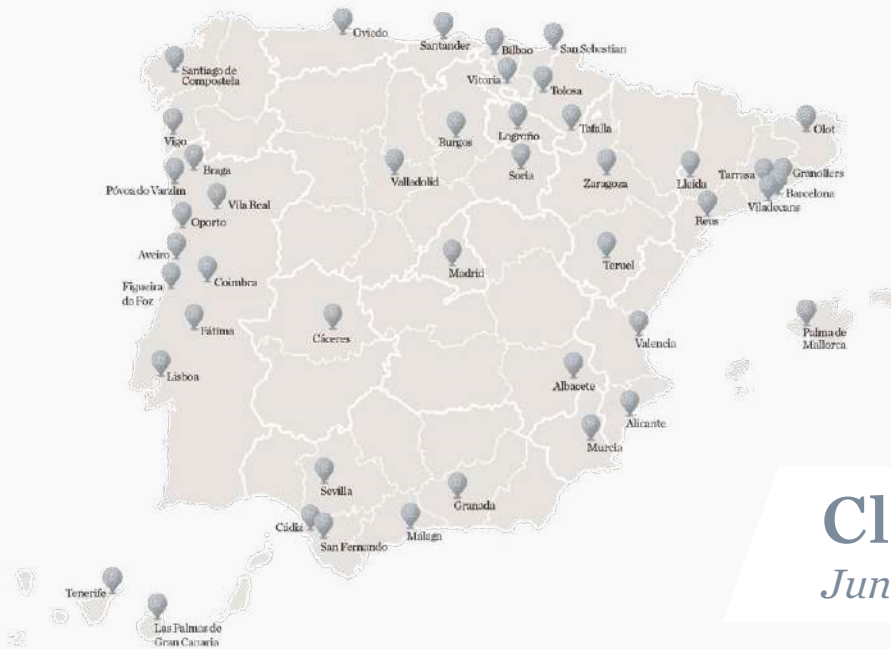 Oviedo
Santander
Bilbao
San Sebastian
Santiago de
Compostela
Vitoria
Tolosa
Vigo
Burgos
Logroño
Tafalla
Olot
Braga
Valladolid
Soria
Zaragoza
Lleida
Tarrasa
Granollers
Póvoa do Varzim
Vila Real
Barcelona
Viladecans
Oporto
Reus
Aveiro
Madrid
Teruel
Coimbra
Figueira
da Foz
Fátima
Cáceres
Valencia
Palma de
Mallorca
Lisboa
Albacete
Alicante
Murcia
Sevilla
Granada
Cádiz
San Fernando
Málaga
Cl
Jun
Tenerife
Las Palmas de
Gran Canaria